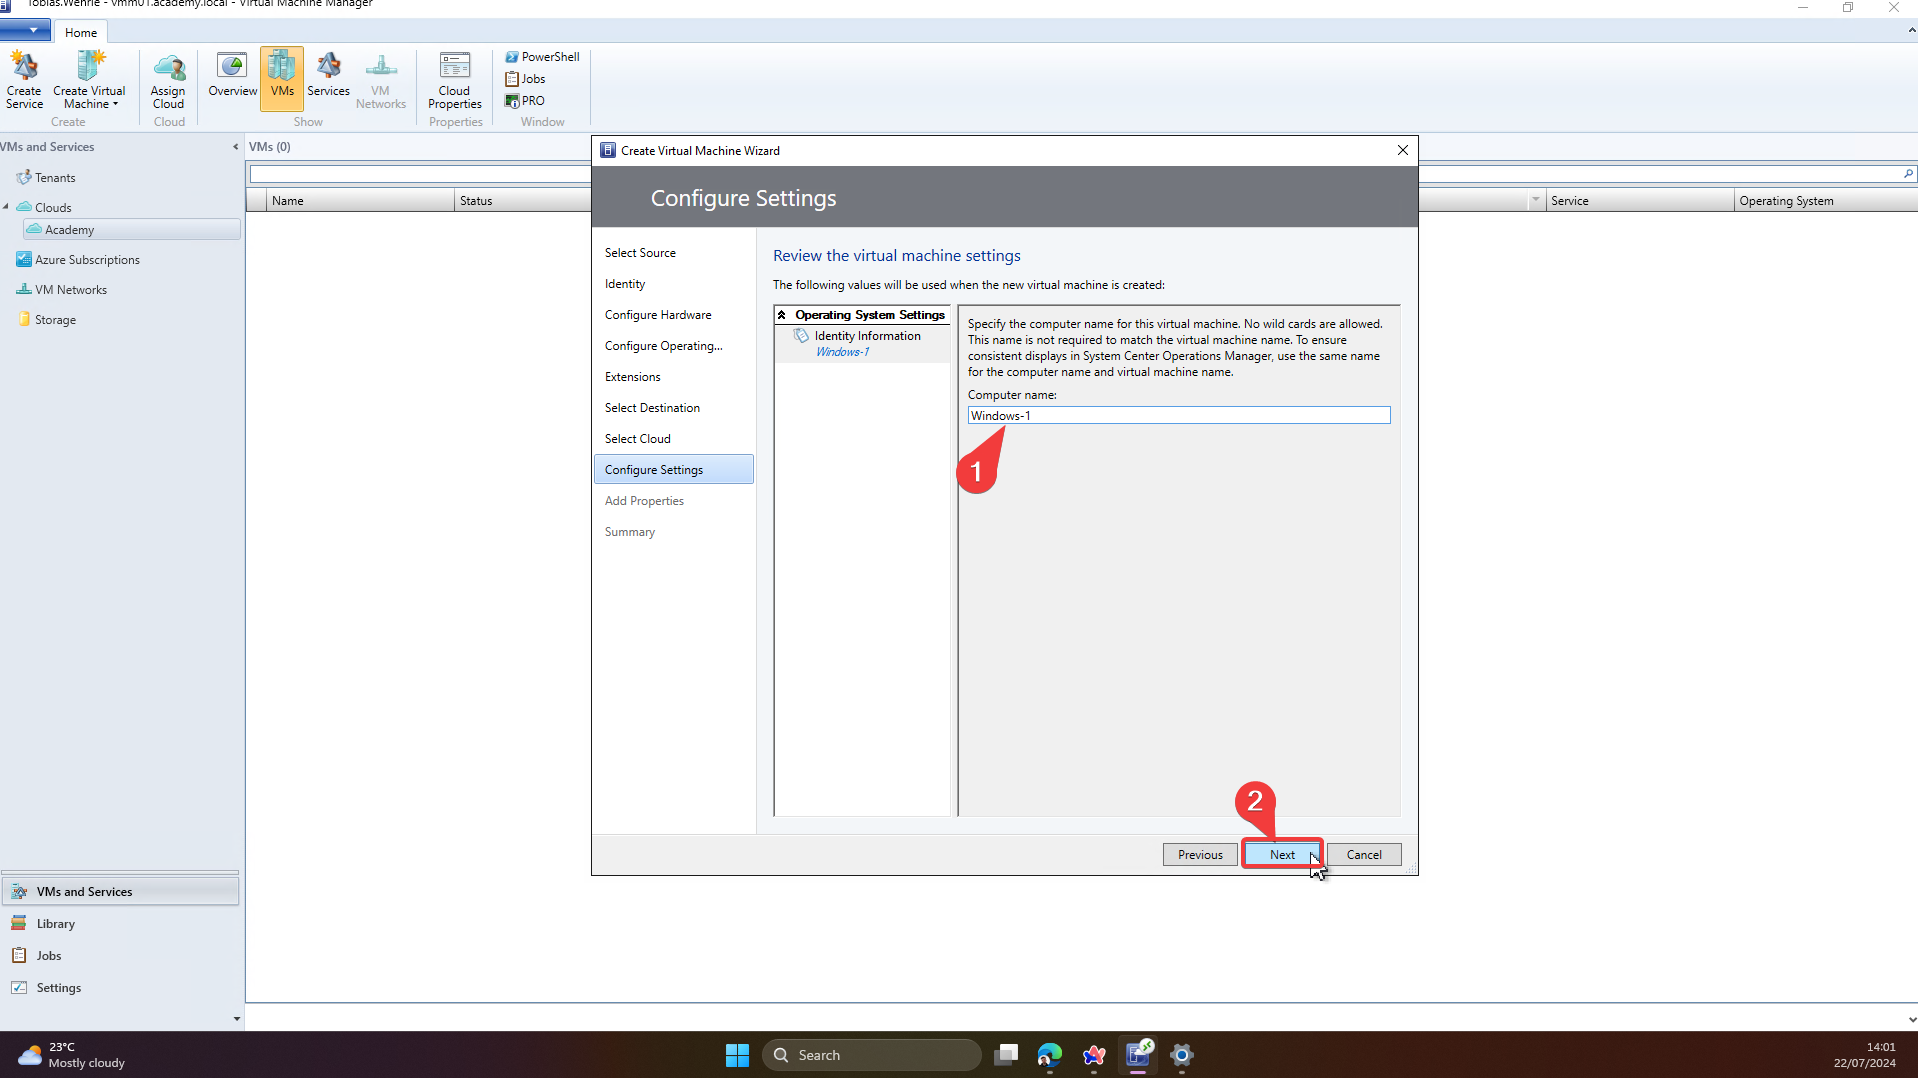 Tobias.Wehrle - vmm01.academy.local - Virtual Machine Manager
Home
Create Service
Create Virtual Machine
Assign Cloud
Overview
VMs
Services
VM Networks
Cloud Properties
PowerShell
Jobs
PRO
Create
Cloud
Show
Properties
Window
VMs and Services
Tenants
Clouds
Academy
Azure Subscriptions
VM Networks
Storage
VMs (0)
Name
Status
Service
Operating System
Create Virtual Machine Wizard
Configure Settings
Select Source
Identity
Configure Hardware
Configure Operating...
Extensions
Select Destination
Select Cloud
Configure Settings
Add Properties
Summary
Review the virtual machine settings
The following values will be used when the new virtual machine is created:
Operating System Settings
Identity Information
Windows-1
Specify the computer name for this virtual machine. No wild cards are allowed.
This name is not required to match the virtual machine name. To ensure
consistent displays in System Center Operations Manager, use the same name
for the computer name and virtual machine name.
Computer name:
Windows-1
1
2
Previous
Next
Cancel
VMs and Services
Library
Jobs
Settings
23°C
Mostly cloudy
Search
14:01
22/07/2024